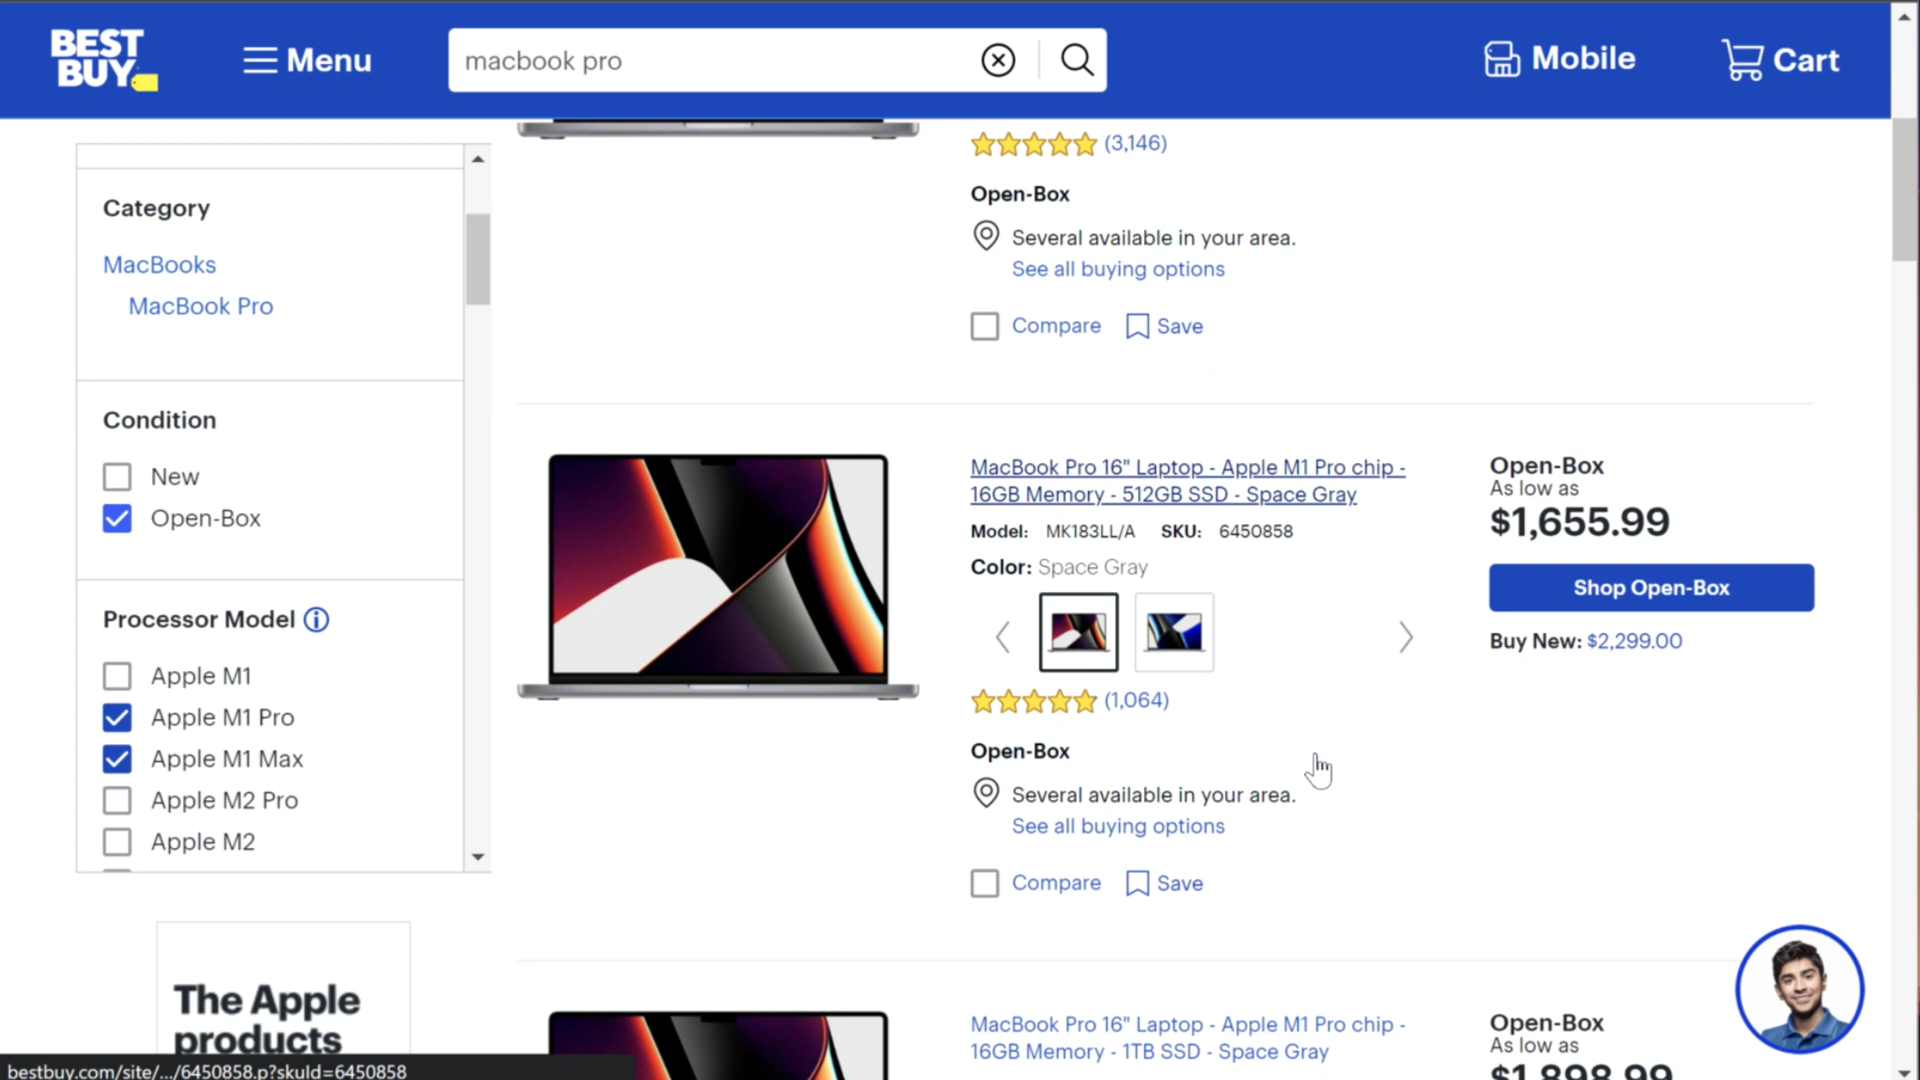 BEST
BUY
Menu
macbook pro
Mobile
Cart
Category
MacBooks
MacBook Pro
Condition
New
Open-Box
Processor Model
Apple M1
Apple M1 Pro
Apple M1 Max
Apple M2 Pro
Apple M2
The Apple
products
(3,146)
Open-Box
Several available in your area.
See all buying options
Compare Save
MacBook Pro 16" Laptop - Apple M1 Pro chip -
16GB Memory - 512GB SSD - Space Gray
Model: MK183LL/A SKU: 6450858
Color: Space Gray
(1,064)
Open-Box
Several available in your area.
See all buying options
Compare Save
Open-Box
As low as
$1,655.99
Shop Open-Box
Buy New: $2,299.00
MacBook Pro 16" Laptop - Apple M1 Pro chip -
16GB Memory - 1TB SSD - Space Gray
Open-Box
As low as
$1,898.99
bestbuy.com/site/.../6450858.p?skuId=6450858